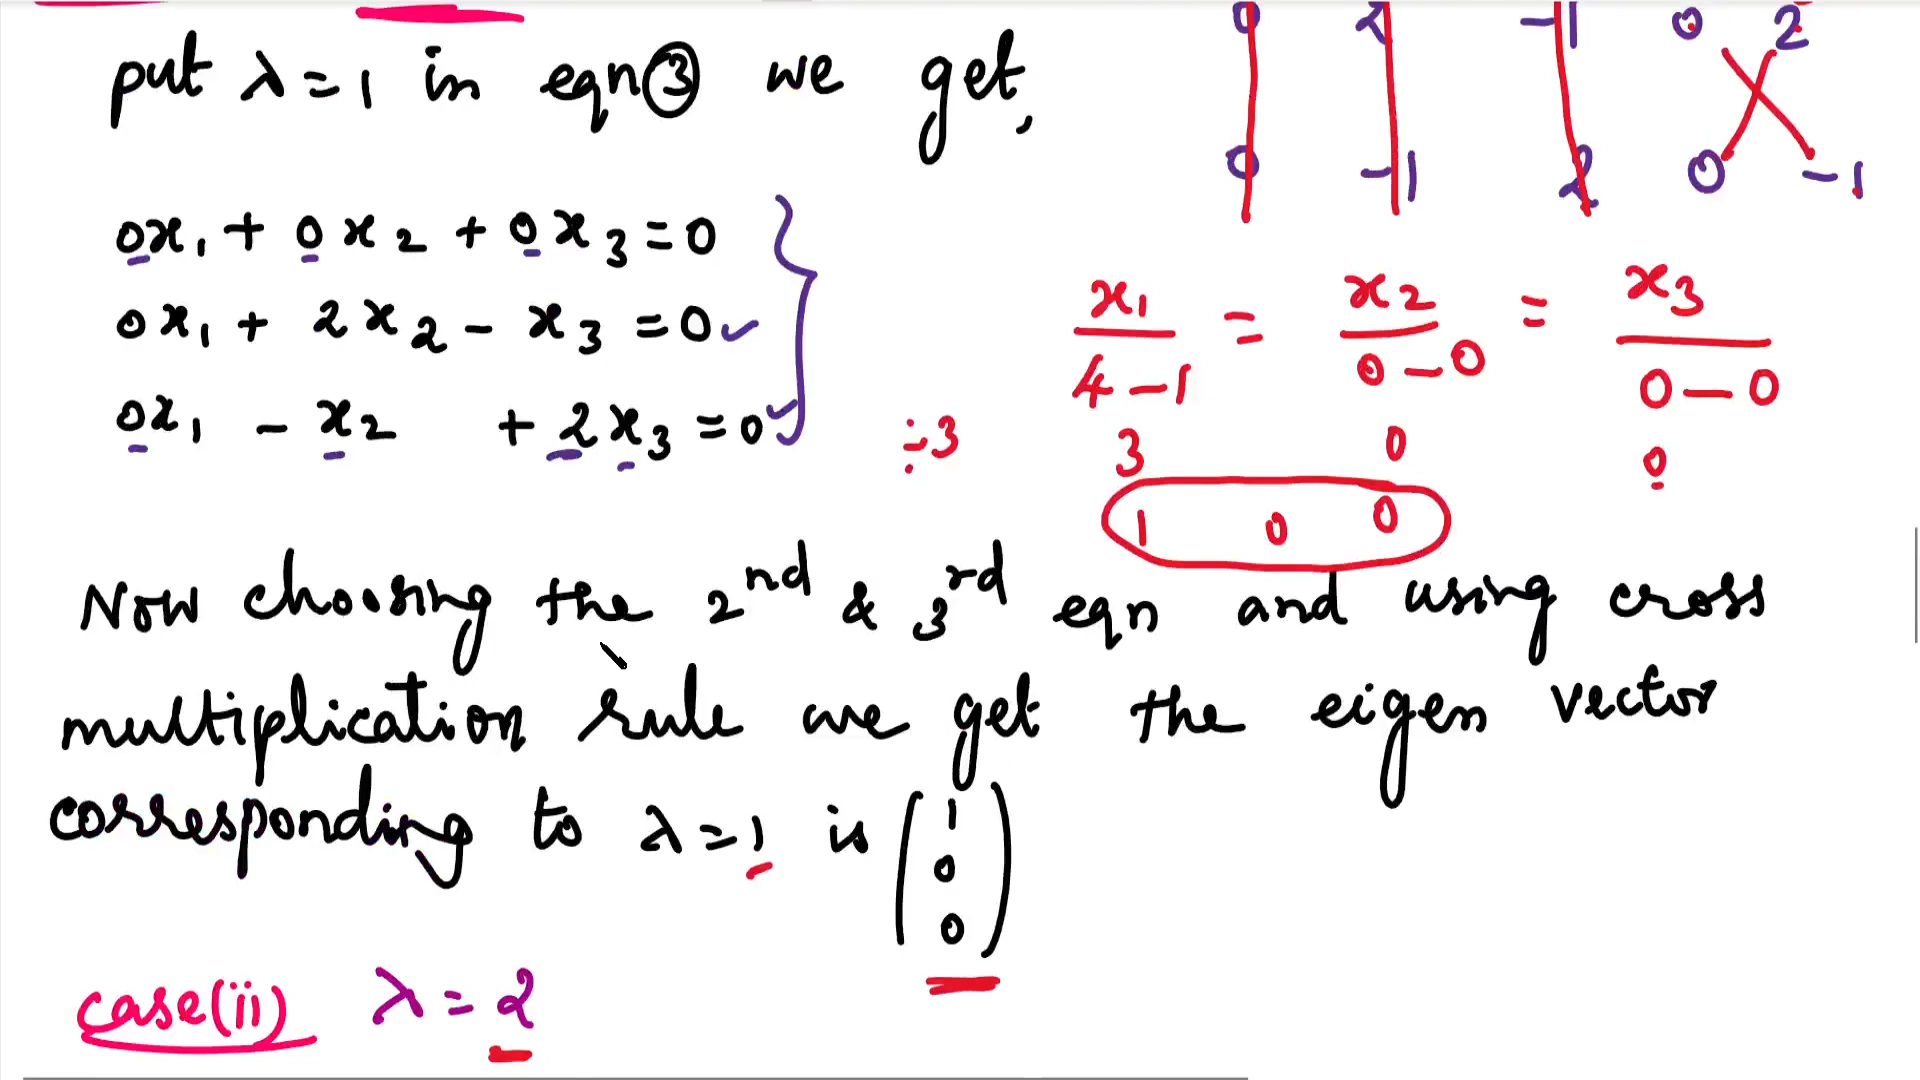 put λ=1 in eqn③ we get,
0x₁ + 0x₂ + 0x₃ = 0
0x₁ + 2x₂ - x₃ = 0
0x₁ - x₂ + 2x₃ = 0
0 2 -1 0 2
0 -1 2 0 -1
x₁/4-1 = x₂/0-0 = x₃/0-0
÷3 3 0 0
1 0 0
Now choosing the 2nd & 3rd eqn and using cross
multiplication rule we get the eigen vector
corresponding to λ=1 is (1 0 0)
case(ii) λ=2